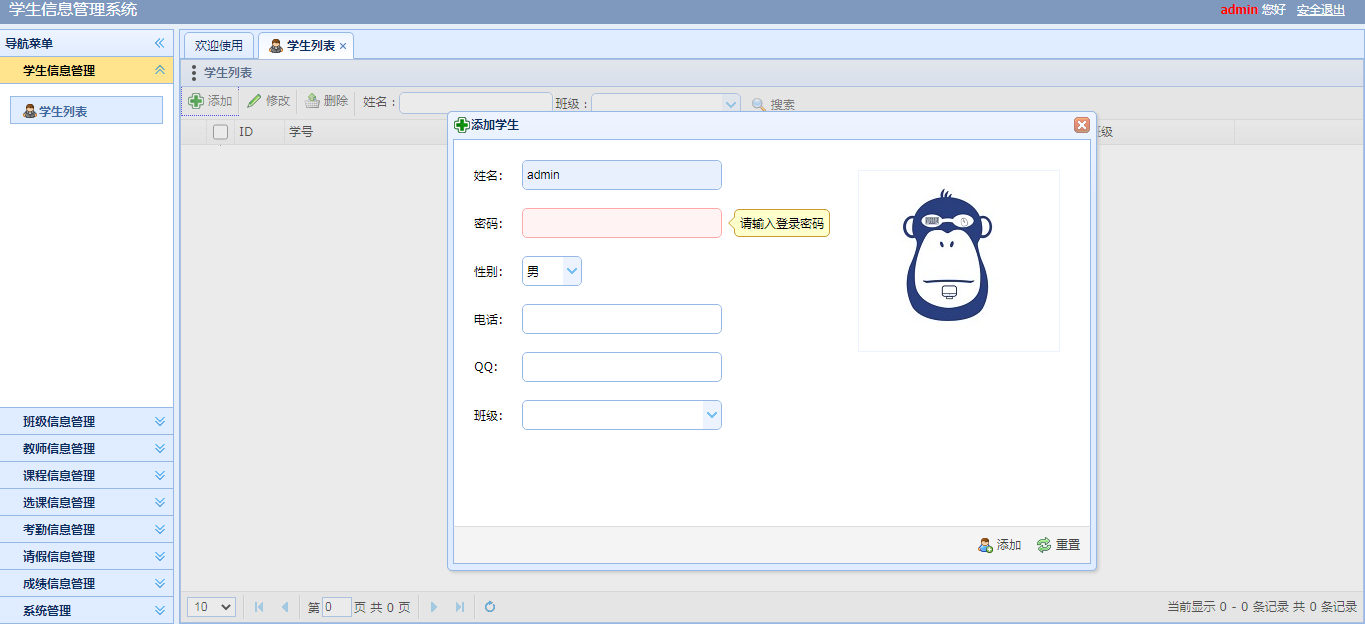 学生信息管理系统
admin 您好 安全退出
导航菜单
学生信息管理
学生列表
班级信息管理
教师信息管理
课程信息管理
选课信息管理
考勤信息管理
请假信息管理
成绩信息管理
系统管理
欢迎使用 学生列表
学生列表
添加 修改 删除 姓名： 班级： 搜索
ID 学号
添加学生
姓名： admin
密码： 请输入登录密码
性别： 男
电话：
QQ：
班级：
添加 重置
10 第 0 页 共 0 页
当前显示 0 - 0 条记录 共 0 条记录